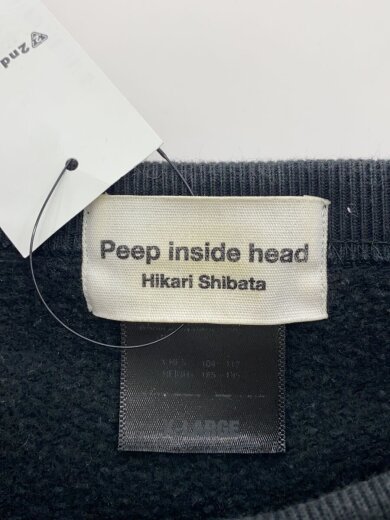 2nd
Peep inside head
Hikari Shibata
X-LARGE